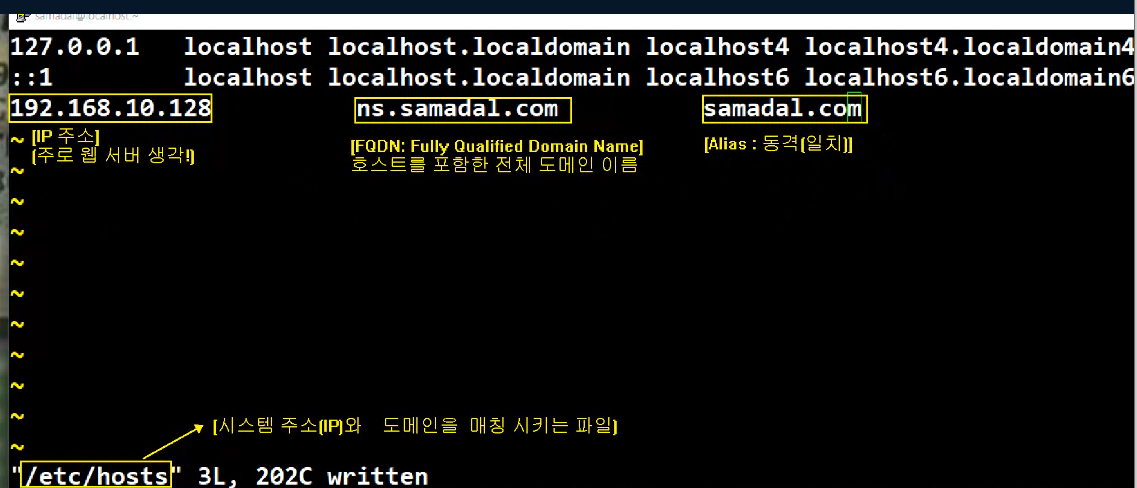 samadal@localhost:~
127.0.0.1 localhost localhost.localdomain localhost4 localhost4.localdomain4
::1 localhost localhost.localdomain localhost6 localhost6.localdomain6
192.168.10.128 ns.samadal.com samadal.com
~ [IP 주소]
(주로 웹 서버 생각!)
[FQDN: Fully Qualified Domain Name]
호스트를 포함한 전체 도메인 이름
[Alias : 동격(일치)]
~
~
~
~
~
~
~
~
~
[시스템 주소(IP)와 도메인을 매칭 시키는 파일)
~
"/etc/hosts" 3L, 202C written